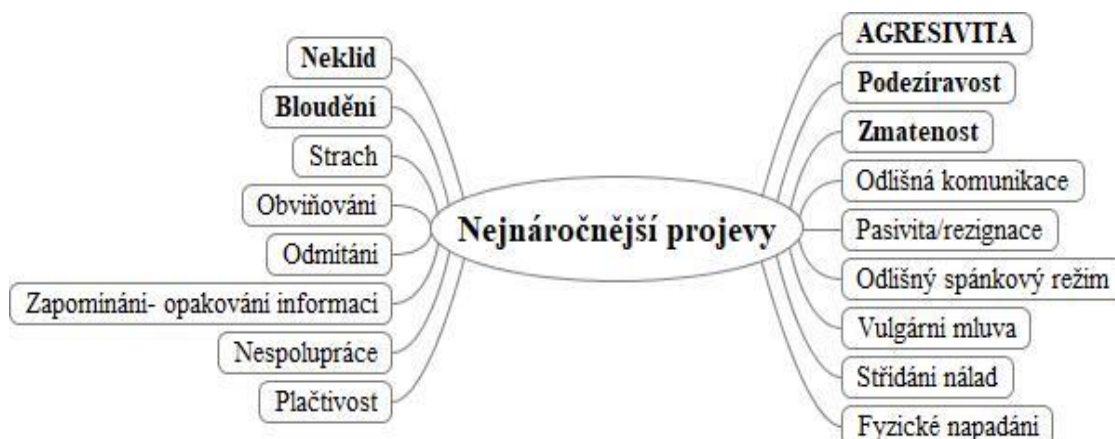 Neklid
Bloudění
Strach
Obviňování
Odmítání
Zapomínání- opakování informací
Nespolupráce
Plačtivost
Nejnáročnější projevy
AGRESIVITA
Podezíravost
Zmatenost
Odlišná komunikace
Pasivita/rezignace
Odlišný spánkový režim
Vulgární mluva
Střídání nálad
Fyzické napadání